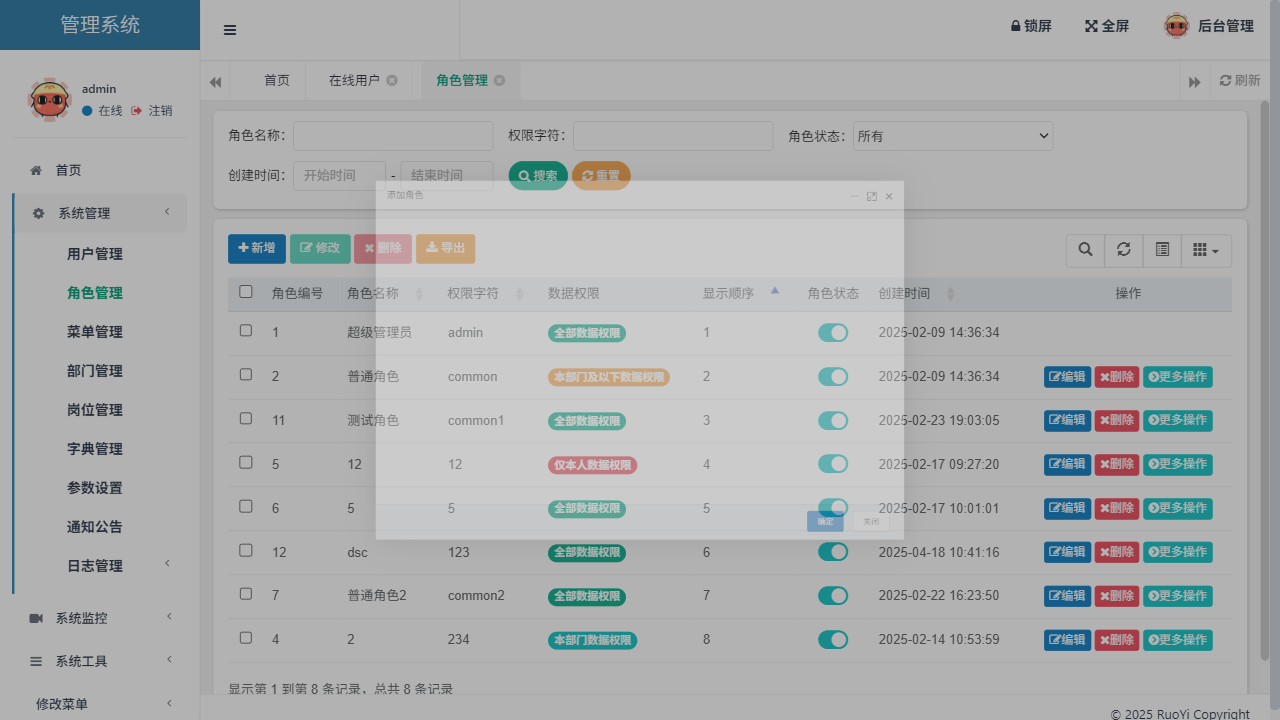 管理系统
锁屏
全屏
后台管理
admin
在线
注销
首页
在线用户
角色管理
刷新
首页
系统管理
用户管理
角色管理
菜单管理
部门管理
岗位管理
字典管理
参数设置
通知公告
日志管理
系统监控
系统工具
修改菜单
角色名称：
权限字符：
角色状态：
所有
创建时间：
开始时间
-
结束时间
搜索
重置
添加角色
新增
修改
删除
导出
角色编号 角色名称 权限字符 数据权限 显示顺序 角色状态 创建时间 操作
1 超级管理员 admin 全部数据权限 1 2025-02-09 14:36:34
2 普通角色 common 本部门及以下数据权限 2 2025-02-09 14:36:34 编辑 删除 更多操作
11 测试角色 common1 全部数据权限 3 2025-02-23 19:03:05 编辑 删除 更多操作
5 12 12 仅本人数据权限 4 2025-02-17 09:27:20 编辑 删除 更多操作
6 5 5 全部数据权限 5 2025-02-17 10:01:01 编辑 删除 更多操作
确定
关闭
12 dsc 123 全部数据权限 6 2025-04-18 10:41:16 编辑 删除 更多操作
7 普通角色2 common2 全部数据权限 7 2025-02-22 16:23:50 编辑 删除 更多操作
4 2 234 本部门数据权限 8 2025-02-14 10:53:59 编辑 删除 更多操作
显示第 1 到第 8 条记录，总共 8 条记录
© 2025 RuoYi Copyright